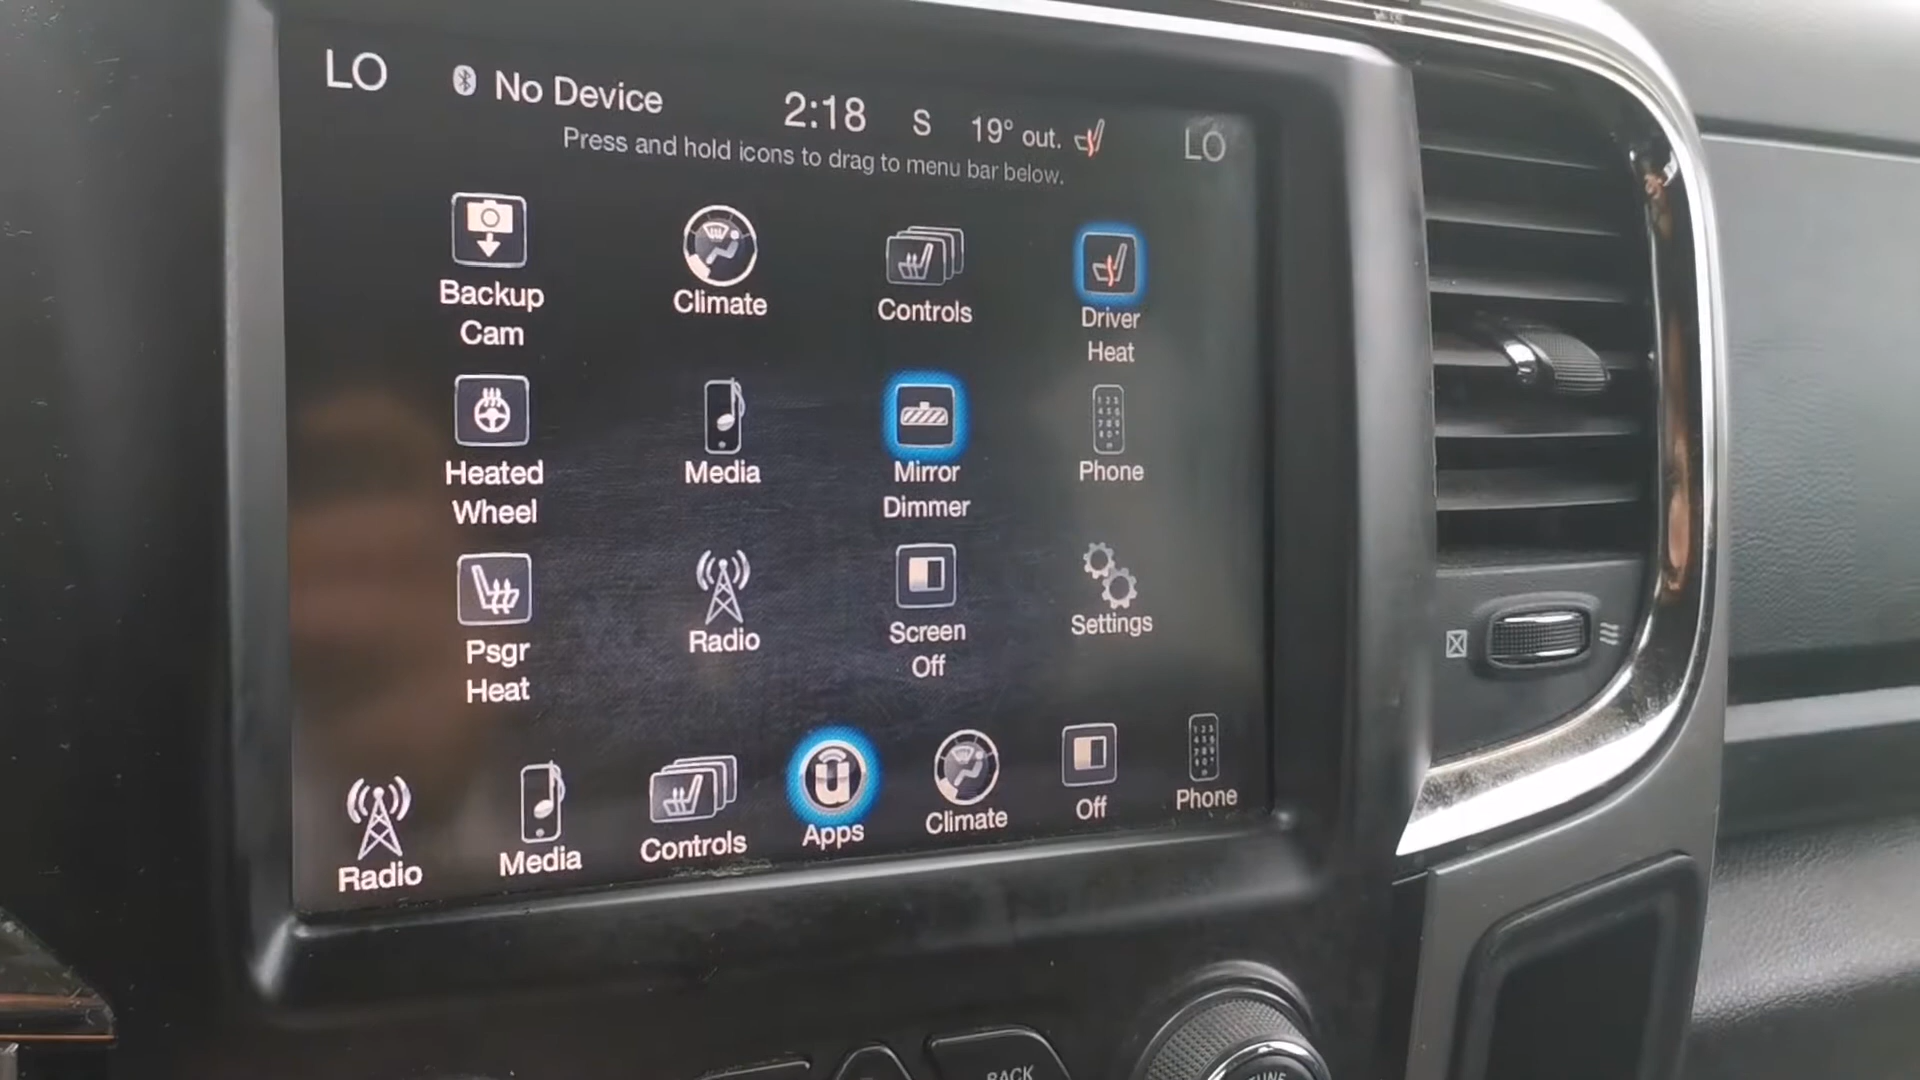 LO No Device 2:18 S 19° out. LO
Press and hold icons to drag to menu bar below.
Backup Cam
Climate
Controls
Driver Heat
Heated Wheel
Media
Mirror Dimmer
Phone
Psgr Heat
Radio
Screen Off
Settings
Radio
Media
Controls
Apps
Climate
Off
Phone
BACK
TUNE